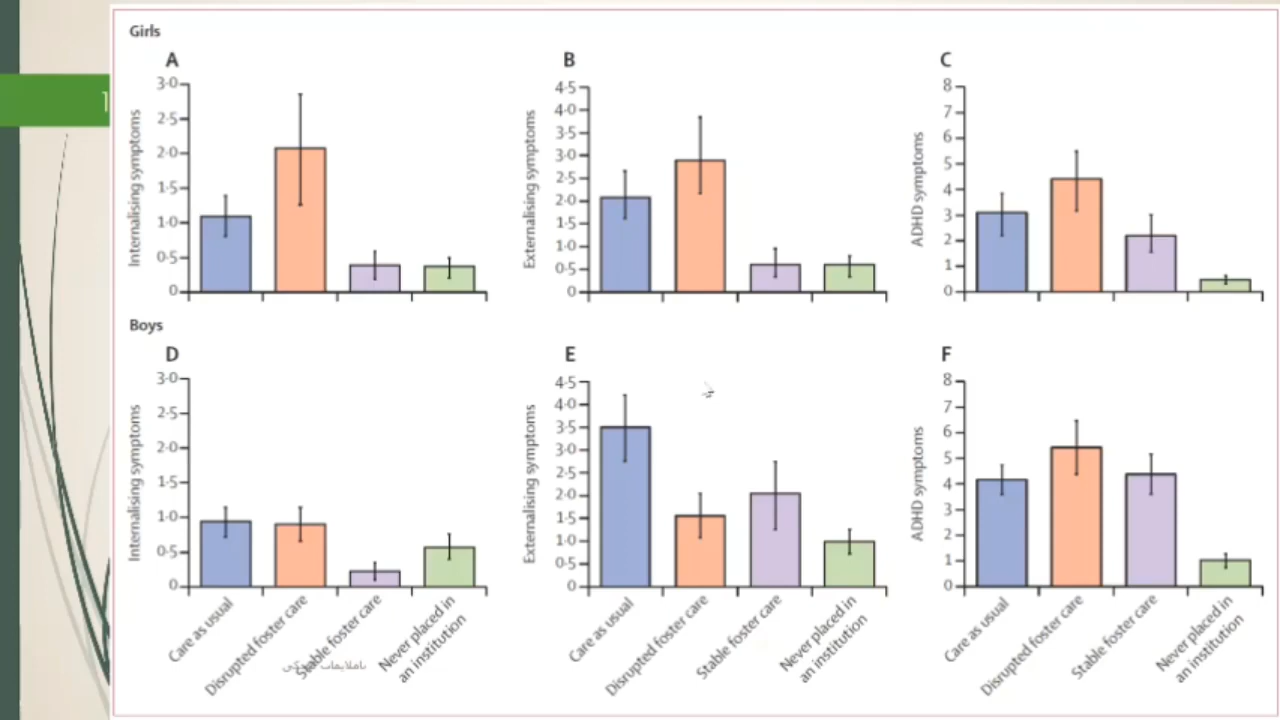 Girls
1
A
Internalising symptoms
3·0
2·5
2·0
1·5
1·0
0·5
0
B
Externalising symptoms
4·5
4·0
3·5
3·0
2·5
2·0
1·5
1·0
0·5
0
C
ADHD symptoms
8
7
6
5
4
3
2
1
0
Boys
D
Internalising symptoms
3·0
2·5
2·0
1·5
1·0
0·5
0
Care as usual
Disrupted foster care
Stable foster care
Never placed in
an institution
E
Externalising symptoms
4·5
4·0
3·5
3·0
2·5
2·0
1·5
1·0
0·5
0
Care as usual
Disrupted foster care
Stable foster care
Never placed in
an institution
F
ADHD symptoms
8
7
6
5
4
3
2
1
0
Care as usual
Disrupted foster care
Stable foster care
Never placed in
an institution
ناملایمات